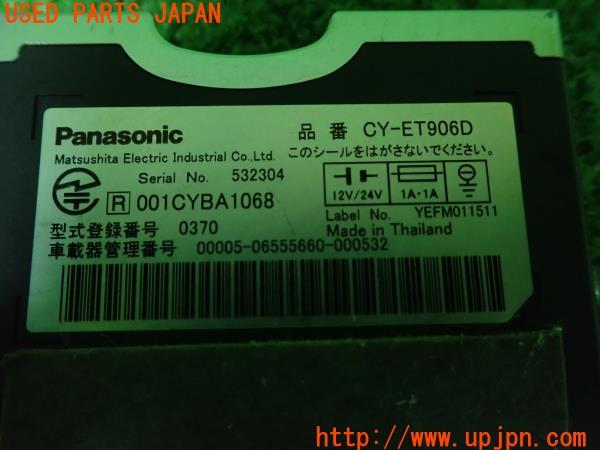 USED PARTS JAPAN
Panasonic
品番 CY-ET906D
Matsushita Electric Industrial Co.,Ltd.
このシールをはがさないでください。
Serial No. 532304
R 001CYBA1068
12V/24V
1A・1A
Label No. YEFM011511
型式登録番号 0370
Made in Thailand
車載器管理番号 00005-06555660-000532
UPJ
http://www.upjpn.com/